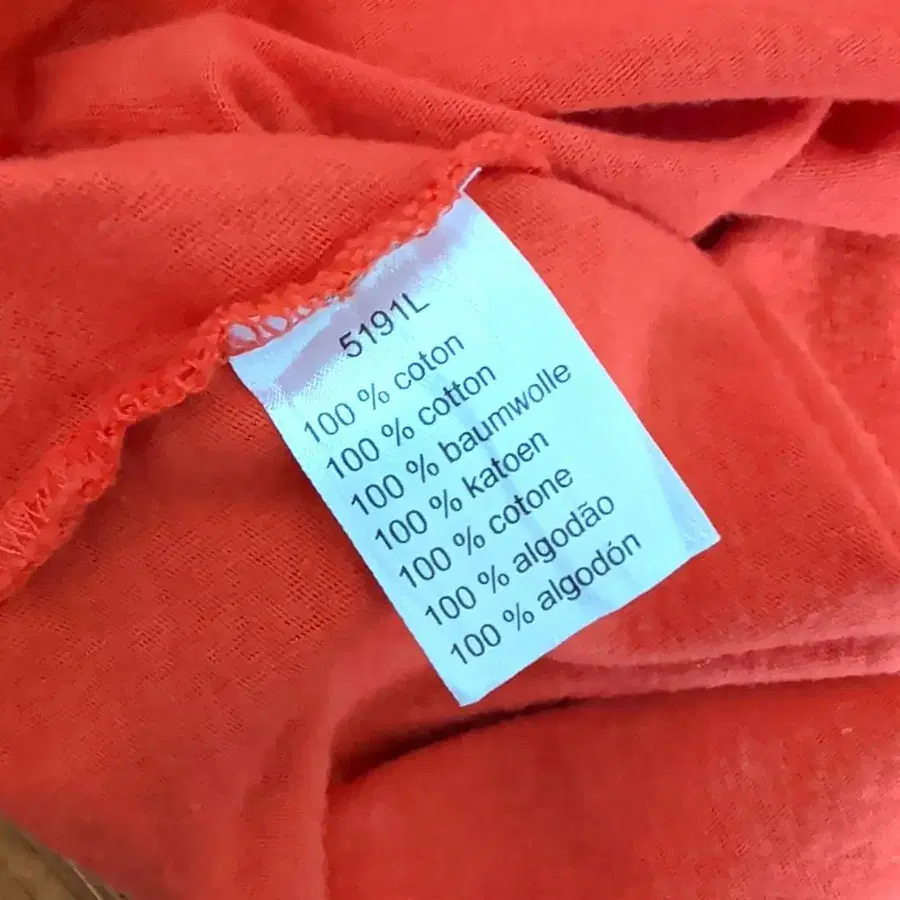 5191L
100 % coton
100 % cotton
100 % baumwolle
100 % katoen
100 % cotone
100 % algodão
100 % algodón